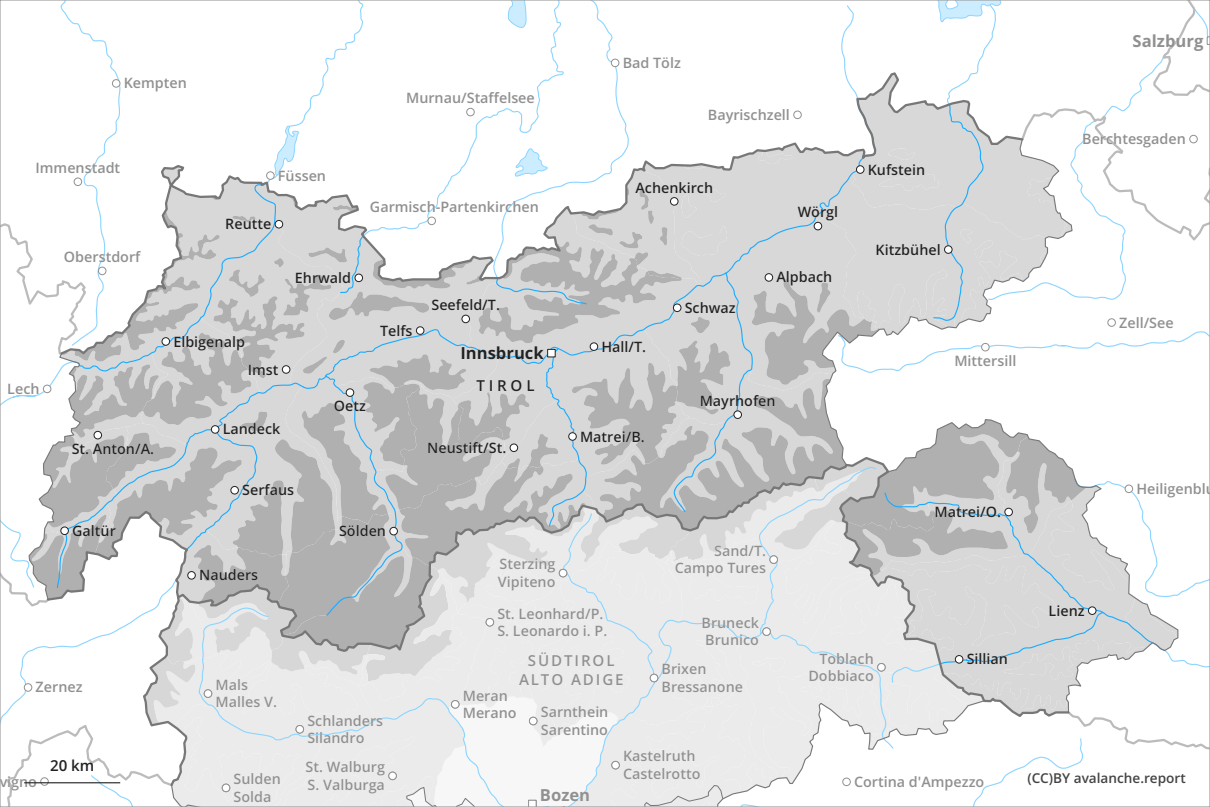 Salzburg
Bad Tölz
Kempten
Murnau/Staffelsee
Bayrischzell
Berchtesgaden
Immenstadt
Füssen
Kufstein
Achenkirch
Garmisch-Partenkirchen
Wörgl
Reutte
Kitzbühel
Oberstdorf
Ehrwald
Alpbach
Seefeld/T.
Schwaz
Zell/See
Telfs
Elbigenalp
Innsbruck
Hall/T.
Mittersill
Imst
TIROL
Lech
Oetz
Mayrhofen
Landeck
Matrei/B.
St. Anton/A.
Neustift/St.
Serfaus
Heiligenblu
Matrei/O.
Galtür
Sölden
Sand/T.
Campo Tures
Sterzing
Vipiteno
Nauders
St. Leonhard/P.
S. Leonardo i. P.
Lienz
Bruneck
Brunico
SÜDTIROL
ALTO ADIGE
Toblach
Dobbiaco
Sillian
Brixen
Bressanone
Zernez
Mals
Malles V.
Meran
Merano
Sarnthein
Sarentino
Schlanders
Silandro
Kastelruth
Castelrotto
St. Walburg
S. Valburga
20 km
vigno
Sulden
Solda
Cortina d'Ampezzo
(CC)BY avalanche.report
Bozen